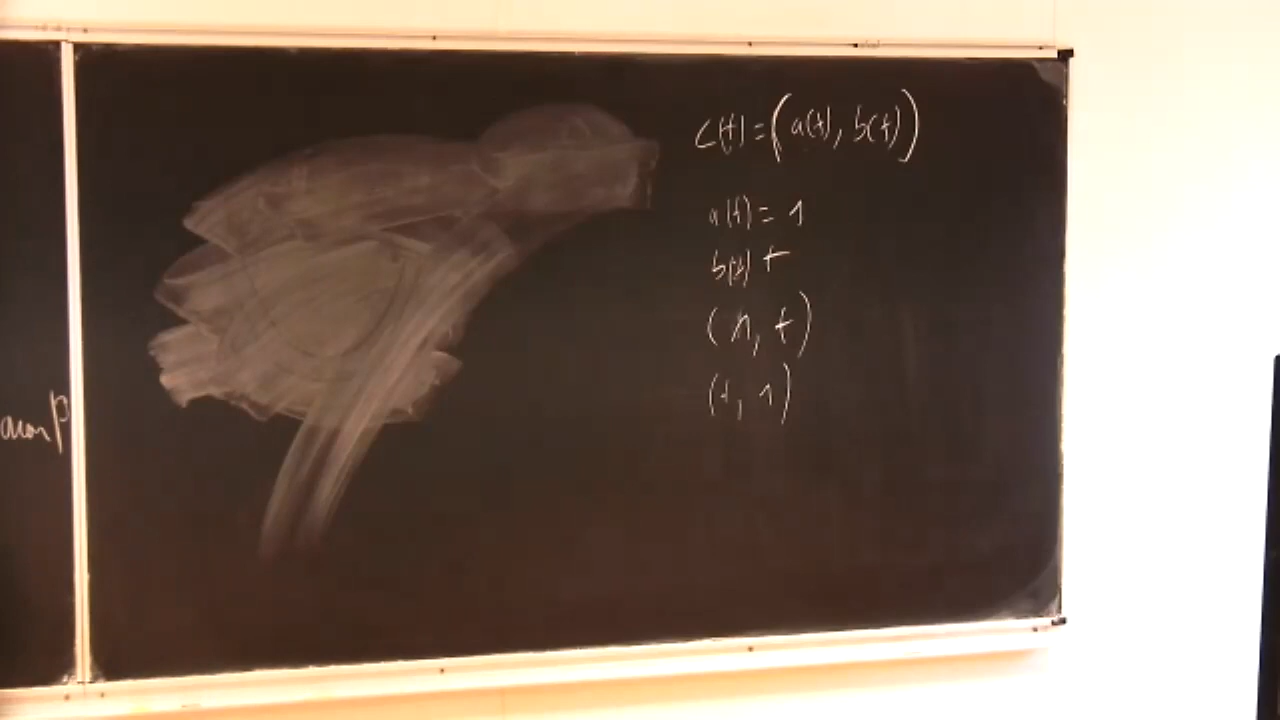 c(t) = (a(t), b(t))
a(t) = 1
b(t) t
(1, t)
(t, 1)